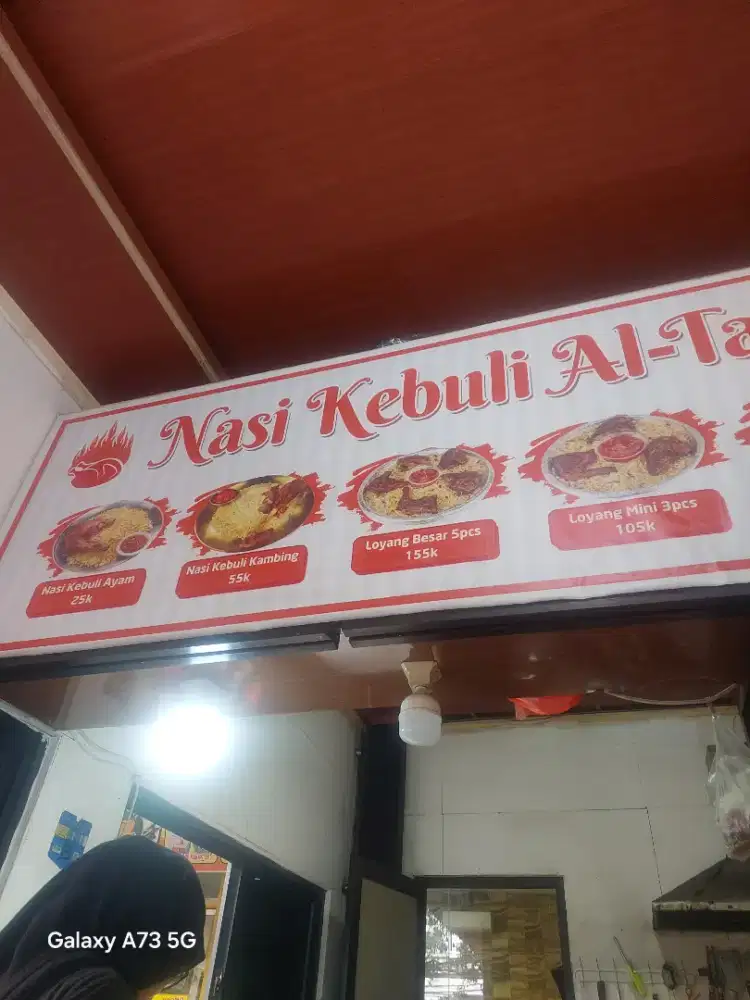 Nasi Kebuli Al-Ta
Nasi Kebuli Ayam
25k
Nasi Kebuli Kambing
55k
Loyang Besar 5pcs
155k
Loyang Mini 3pcs
105k
Galaxy A73 5G